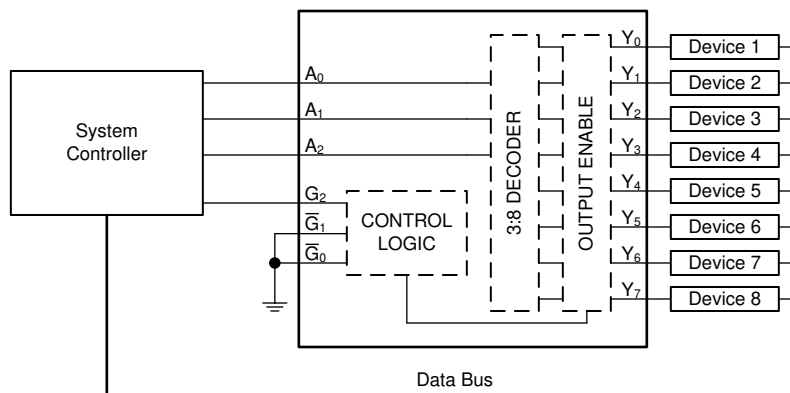 System
Controller
A0
A1
A2
G2
G̅1
G̅0
CONTROL
LOGIC
3:8 DECODER
OUTPUT ENABLE
Y0
Y1
Y2
Y3
Y4
Y5
Y6
Y7
Device 1
Device 2
Device 3
Device 4
Device 5
Device 6
Device 7
Device 8
Data Bus